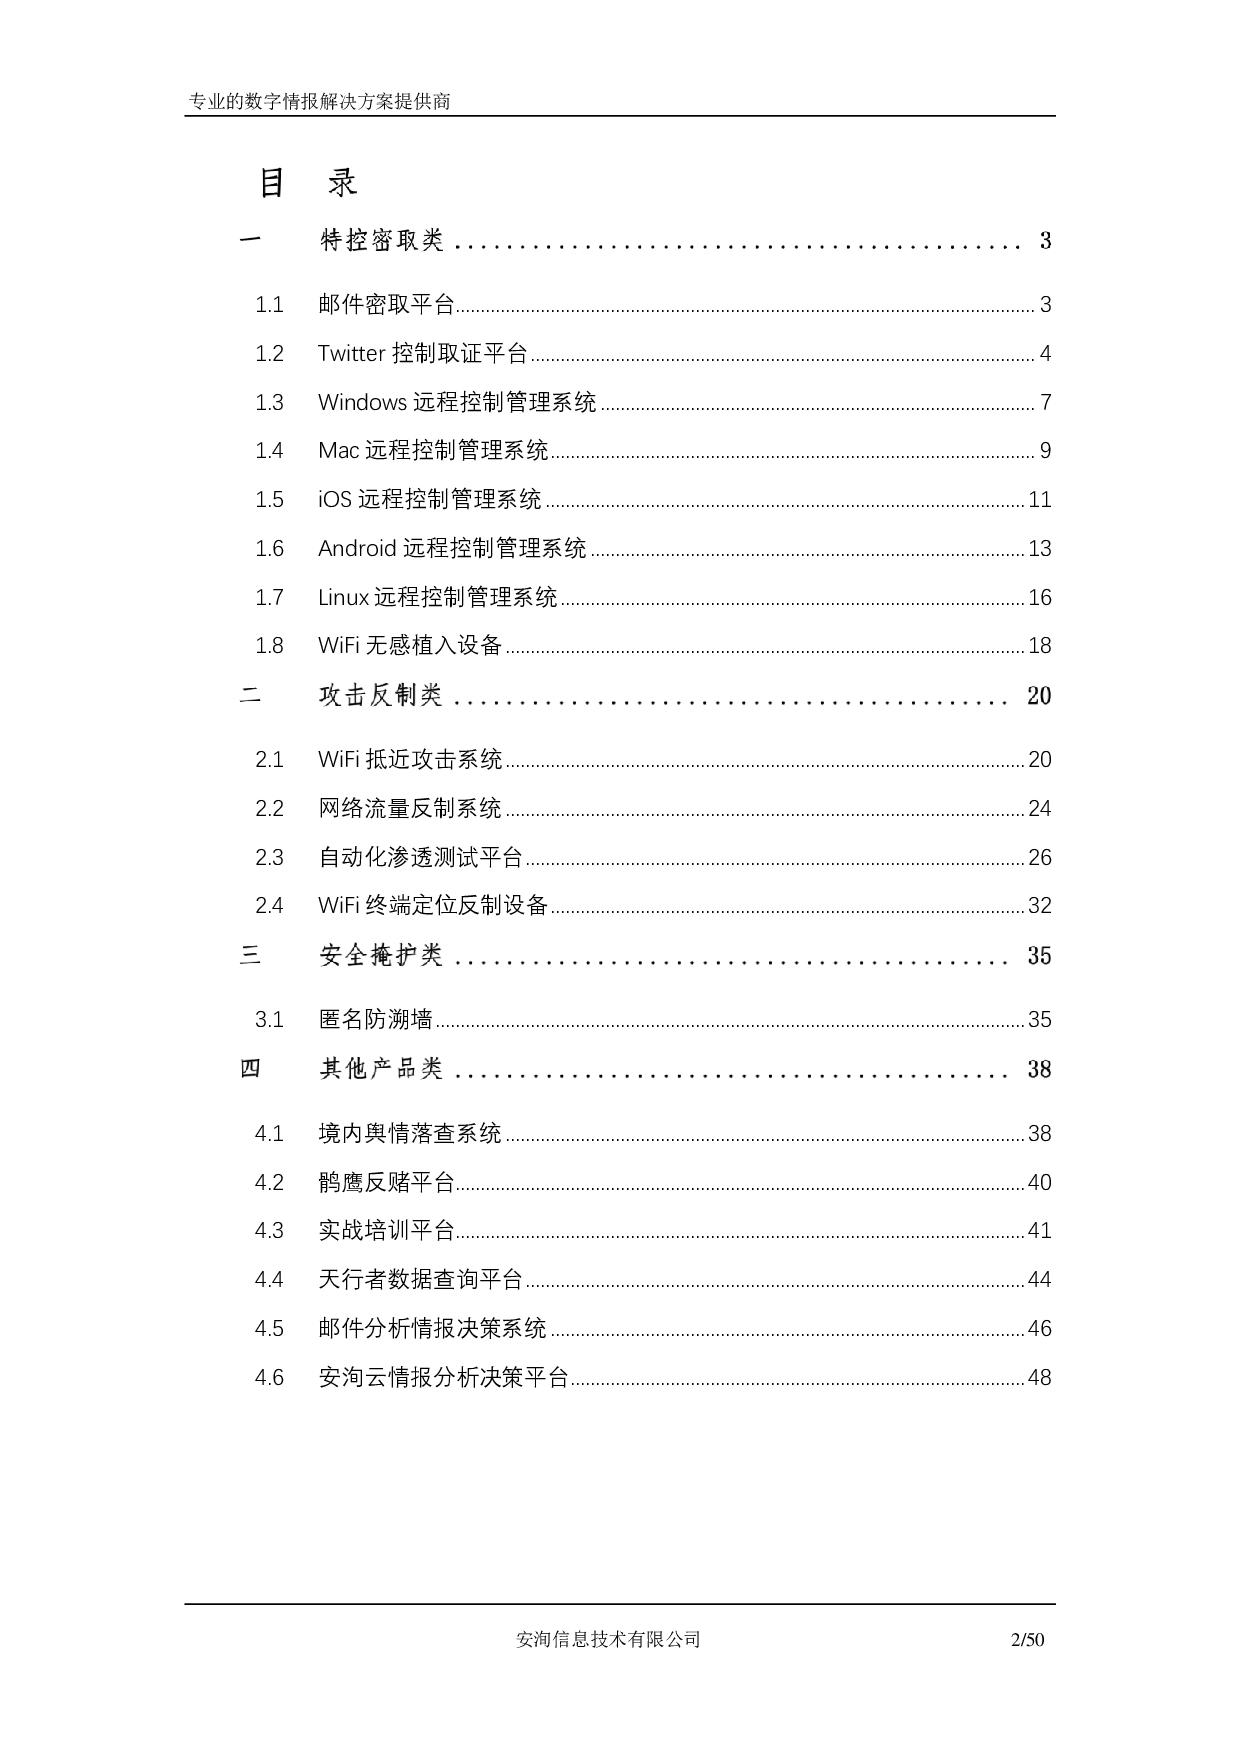 专业的数字情报解决方案提供商
目 录
一 特控密取类 ............................................ 3
1.1 邮件密取平台 ............................................ 3
1.2 Twitter 控制取证平台 ............................................ 4
1.3 Windows 远程控制管理系统 ............................................ 7
1.4 Mac 远程控制管理系统 ............................................ 9
1.5 iOS 远程控制管理系统 ............................................ 11
1.6 Android 远程控制管理系统 ............................................ 13
1.7 Linux 远程控制管理系统 ............................................ 16
1.8 WiFi 无感植入设备 ............................................ 18
二 攻击反制类 ............................................ 20
2.1 WiFi 抵近攻击系统 ............................................ 20
2.2 网络流量反制系统 ............................................ 24
2.3 自动化渗透测试平台 ............................................ 26
2.4 WiFi 终端定位反制设备 ............................................ 32
三 安全掩护类 ............................................ 35
3.1 匿名防溯墙 ............................................ 35
四 其他产品类 ............................................ 38
4.1 境内舆情落查系统 ............................................ 38
4.2 鹘鹰反赌平台 ............................................ 40
4.3 实战培训平台 ............................................ 41
4.4 天行者数据查询平台 ............................................ 44
4.5 邮件分析情报决策系统 ............................................ 46
4.6 安洵云情报分析决策平台 ............................................ 48
安洵信息技术有限公司 2/50